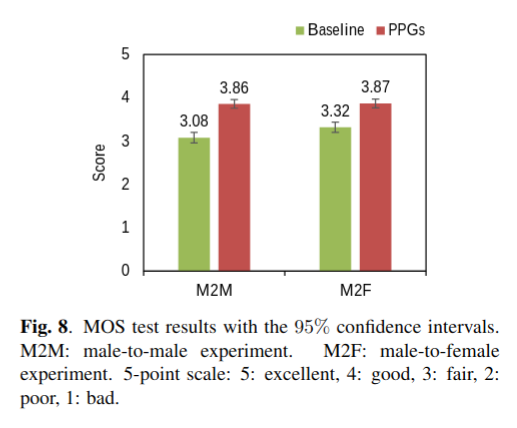 Baseline PPGs
5
4
3
2
1
0
Score
3.08
3.86
3.32
3.87
M2M
M2F
Fig. 8. MOS test results with the 95% confidence intervals.
M2M: male-to-male experiment. M2F: male-to-female
experiment. 5-point scale: 5: excellent, 4: good, 3: fair, 2:
poor, 1: bad.